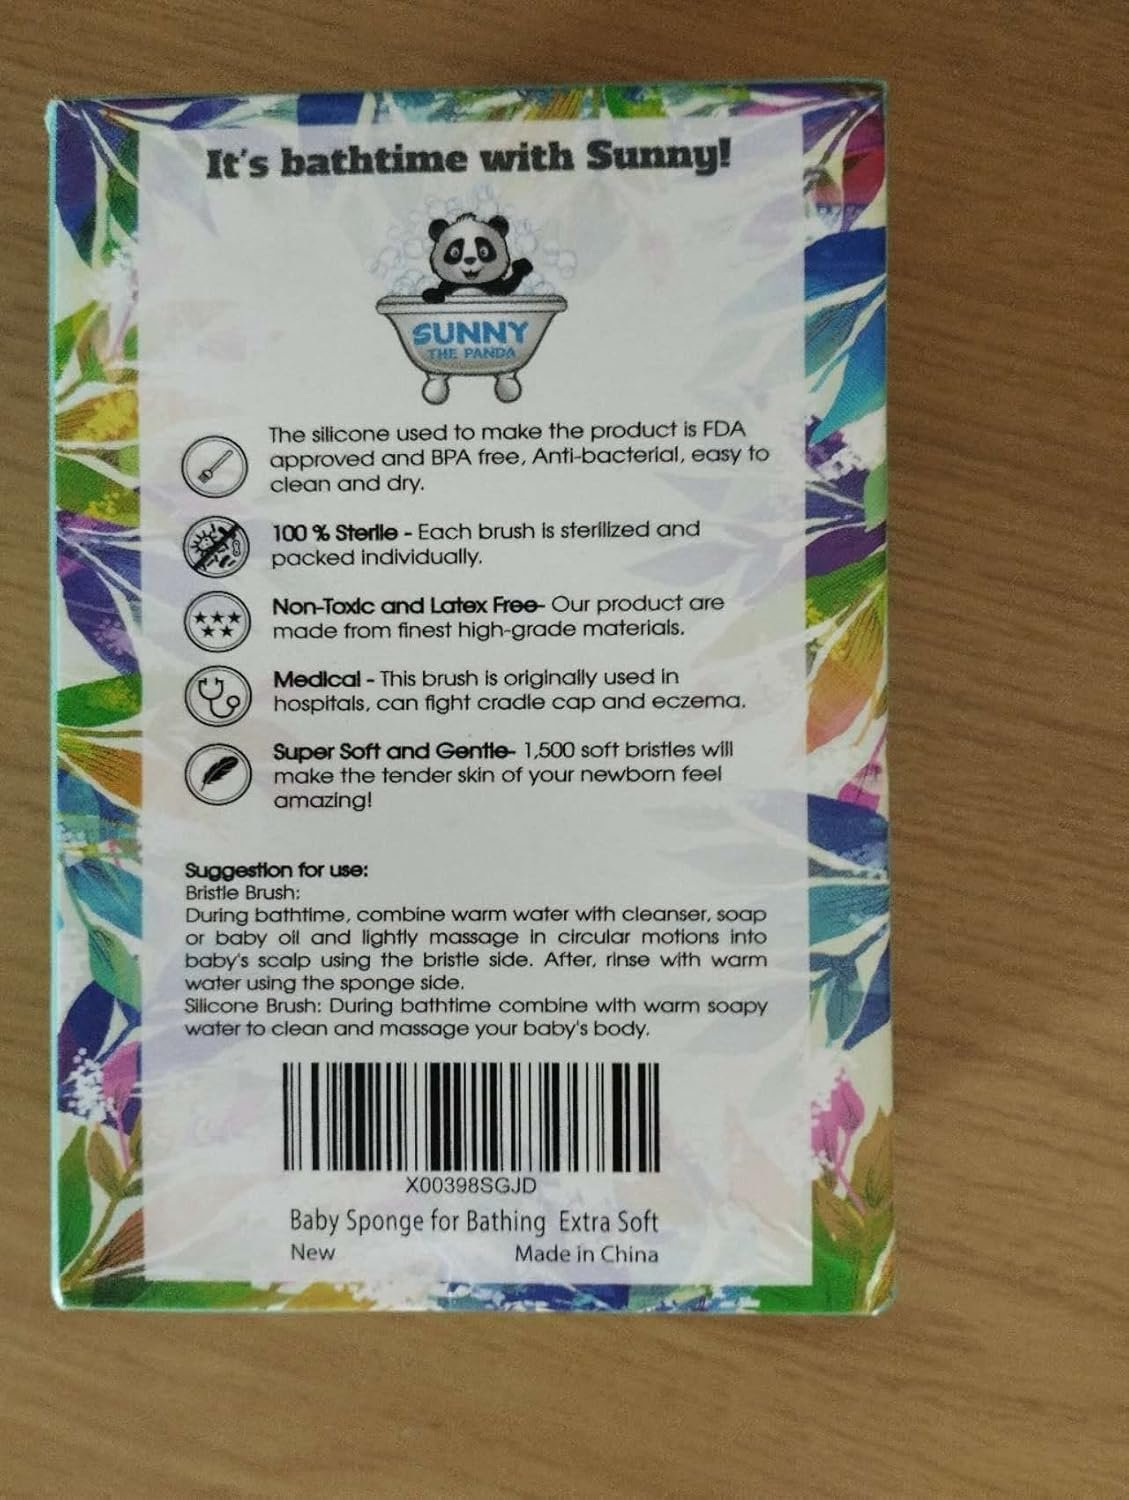 It's bathtime with Sunny!
SUNNY
THE PANDA
The silicone used to make the product is FDA
approved and BPA free, Anti-bacterial, easy to
clean and dry.
100 % Sterile - Each brush is sterilized and
packed individually.
Non-Toxic and Latex Free- Our product are
made from finest high-grade materials.
Medical - This brush is originally used in
hospitals, can fight cradle cap and eczema.
Super Soft and Gentle- 1,500 soft bristles will
make the tender skin of your newborn feel
amazing!
Suggestion for use:
Bristle Brush:
During bathtime, combine warm water with cleanser, soap
or baby oil and lightly massage in circular motions into
baby's scalp using the bristle side. After, rinse with warm
water using the sponge side.
Silicone Brush: During bathtime combine with warm soapy
water to clean and massage your baby's body.
X00398SGJD
Baby Sponge for Bathing Extra Soft
New Made in China